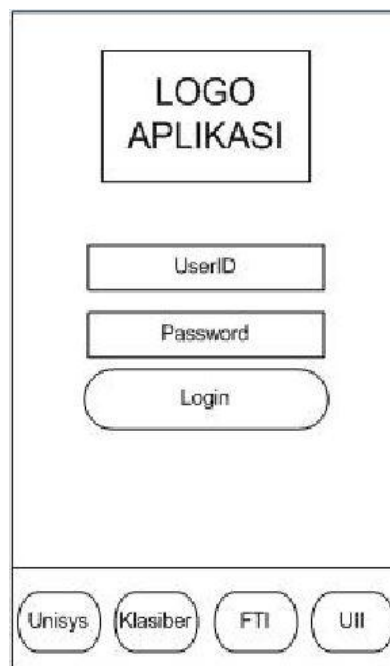 LOGO
APLIKASI
UserID
Password
Login
Unisys Klasiber FTI UII